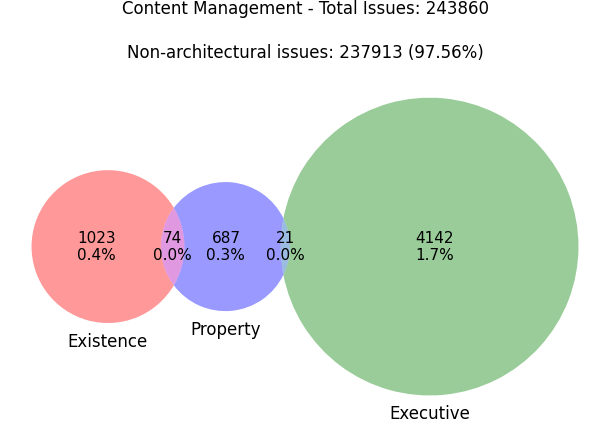 Content Management - Total Issues: 243860
Non-architectural issues: 237913 (97.56%)
1023 74 687 21 4142
0.4% 0.0% 0.3% 0.0% 1.7%
Property
Existence
Executive